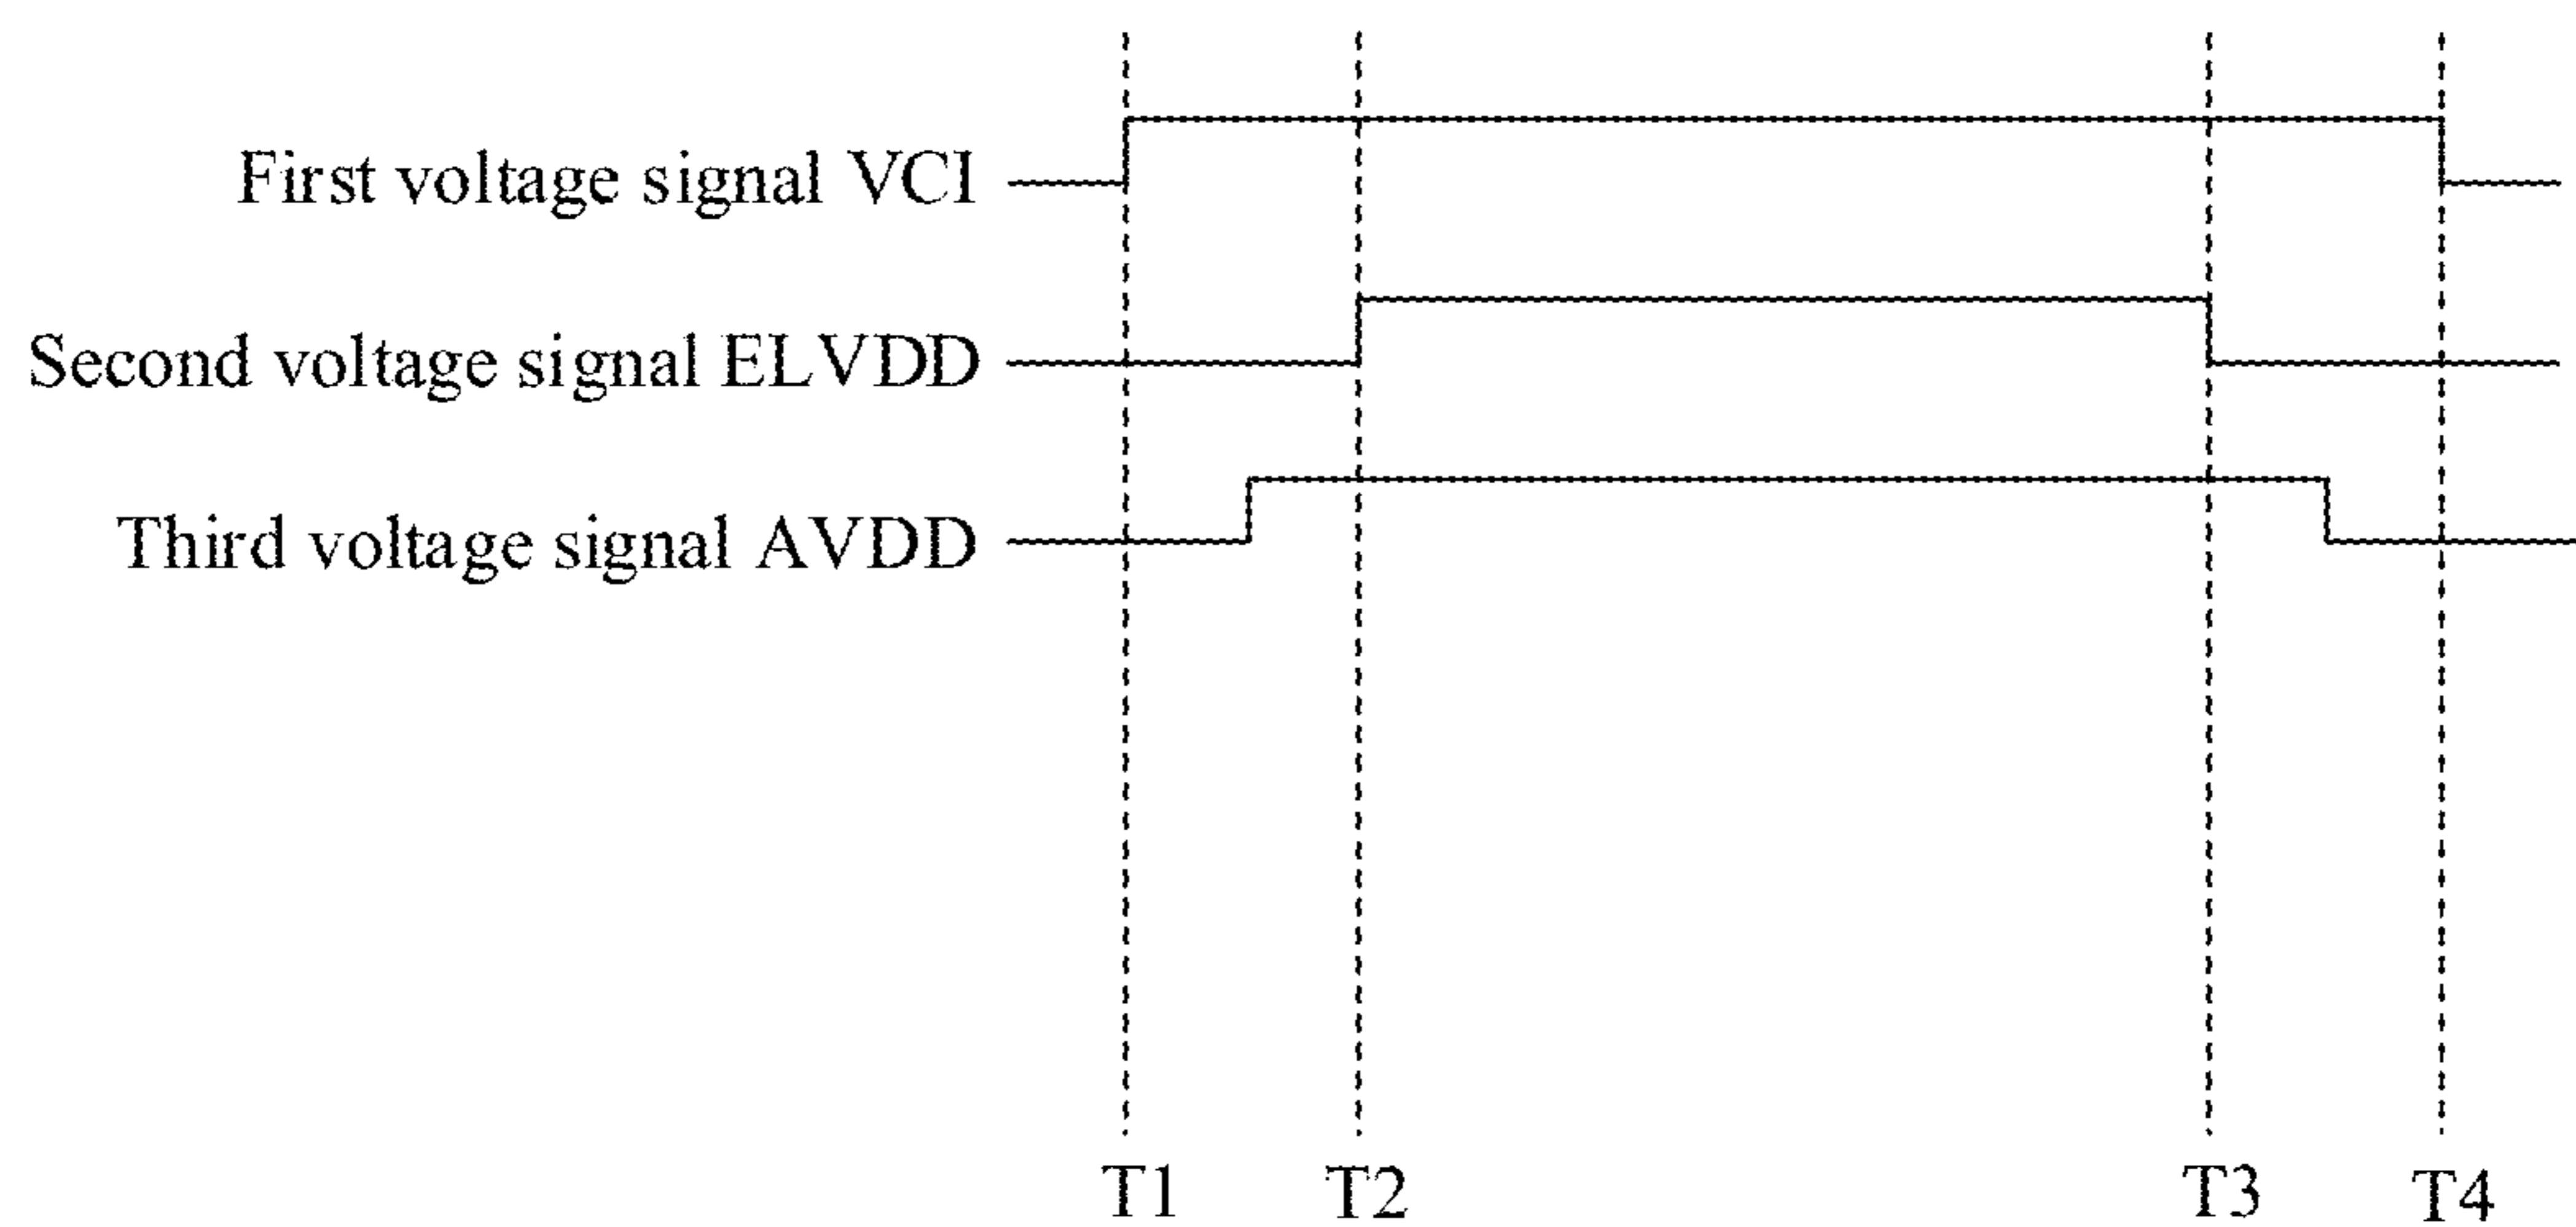 First voltage signal VCI
Second voltage signal ELVDD
Third voltage signal AVDD
T1 T2 T3 T4